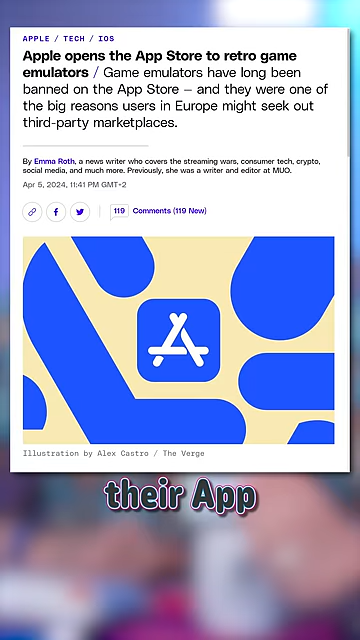 APPLE / TECH / IOS
Apple opens the App Store to retro game
emulators / Game emulators have long been
banned on the App Store — and they were one of
the big reasons users in Europe might seek out
third-party marketplaces.
By Emma Roth, a news writer who covers the streaming wars, consumer tech, crypto,
social media, and much more. Previously, she was a writer and editor at MUO.
Apr 5, 2024, 11:41 PM GMT+2
119 Comments (119 New)
Illustration by Alex Castro / The Verge
their App